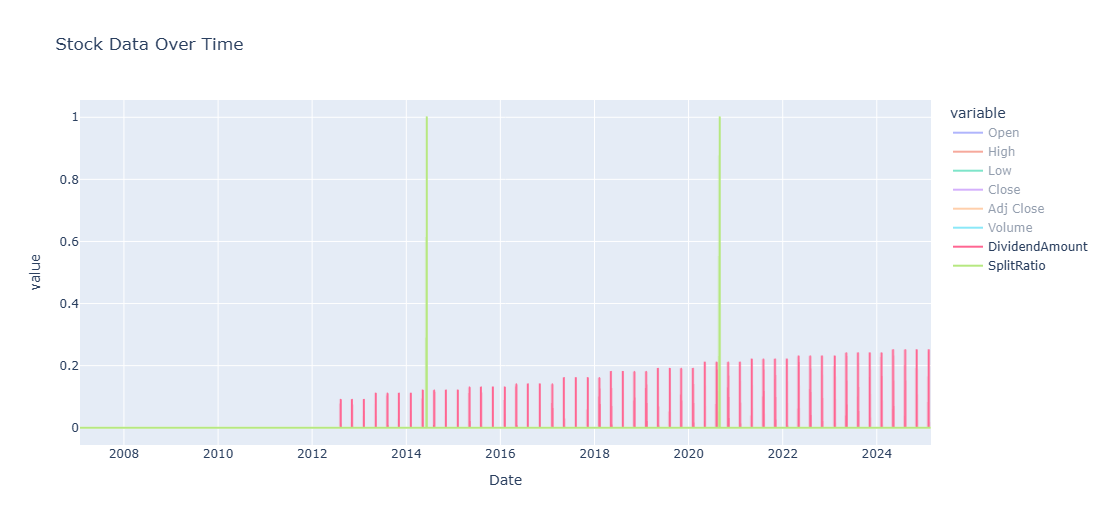 Stock Data Over Time
variable
Open
High
Low
Close
Adj Close
Volume
DividendAmount
SplitRatio
value
1
0.8
0.6
0.4
0.2
0
2008 2010 2012 2014 2016 2018 2020 2022 2024
Date